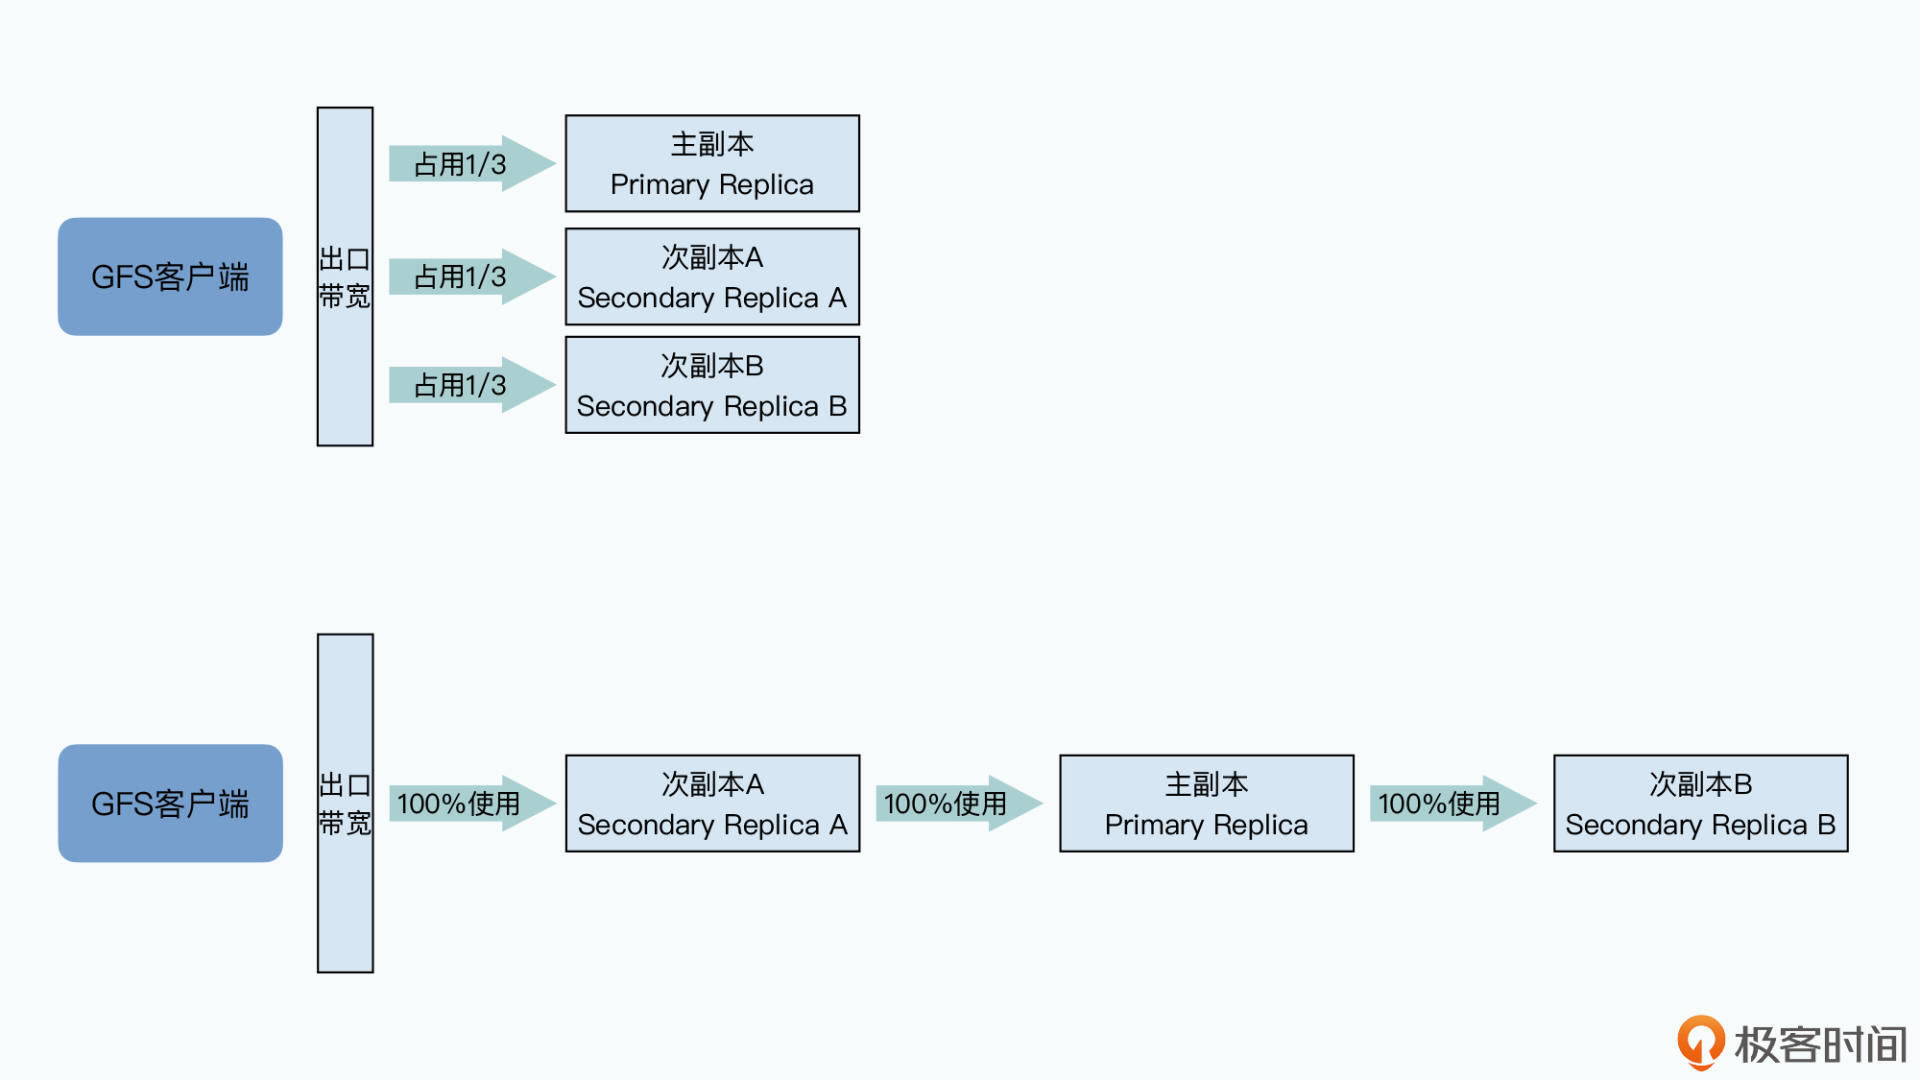 GFS客户端
出口
带宽
占用1/3
主副本
Primary Replica
占用1/3
次副本A
Secondary Replica A
占用1/3
次副本B
Secondary Replica B
GFS客户端
出口
带宽
100%使用
次副本A
Secondary Replica A
100%使用
主副本
Primary Replica
100%使用
次副本B
Secondary Replica B
极客时间